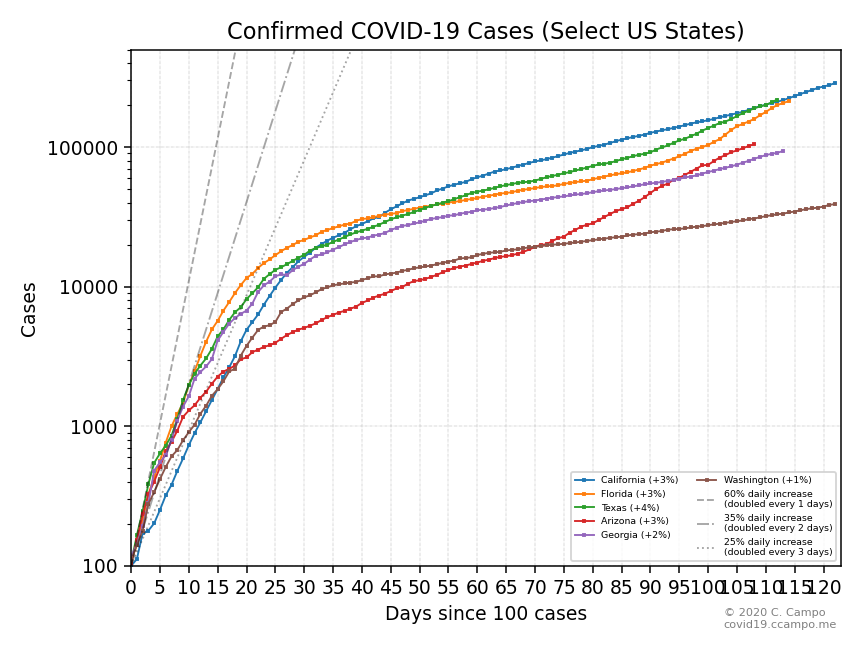 Confirmed COVID-19 Cases (Select US States)
Cases
100000
10000
1000
100
0 5 10 15 20 25 30 35 40 45 50 55 60 65 70 75 80 85 90 95 100 105 110 115 120
Days since 100 cases
California (+3%)
Florida (+3%)
Texas (+4%)
Arizona (+3%)
Georgia (+2%)
Washington (+1%)
60% daily increase
(doubled every 1 days)
35% daily increase
(doubled every 2 days)
25% daily increase
(doubled every 3 days)
© 2020 C. Campo
covid19.ccampo.me